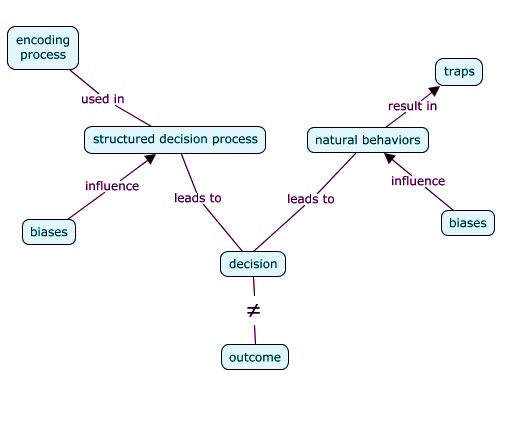 encoding
process
traps
used in
result in
structured decision process
natural behaviors
influence
influence
leads to
leads to
biases
biases
decision
≠
outcome